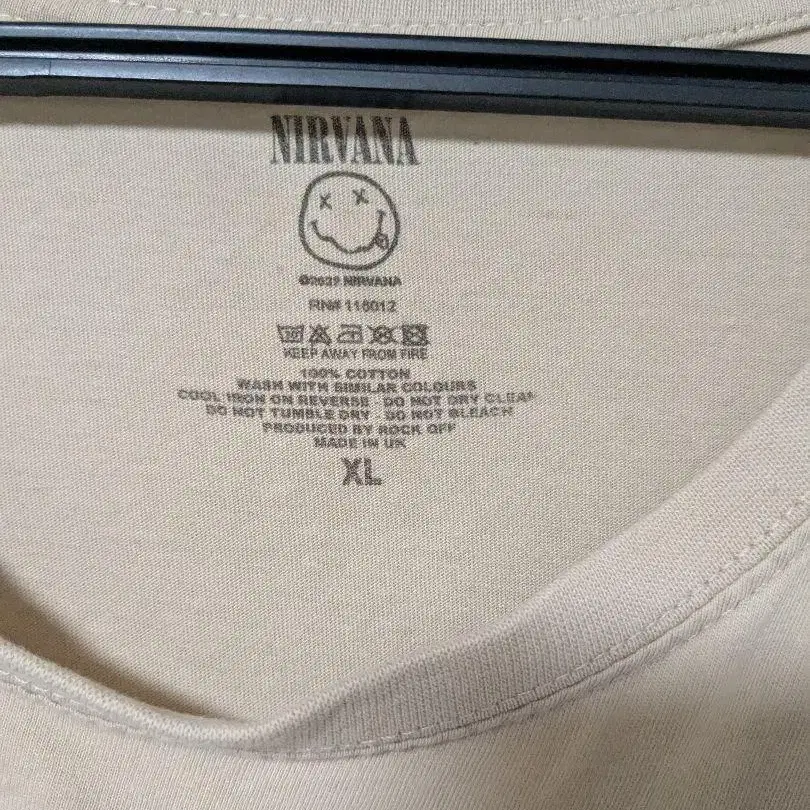 NIRVANA
NIRVANA
RN# 116012
KEEP AWAY FROM FIRE
100% COTTON
WASH WITH SIMILAR COLOURS
COOL IRON ON REVERSE - DO NOT DRY CLEAN
DO NOT TUMBLE DRY - DO NOT BLEACH
PRODUCED BY ROCK OFF
MADE IN UK
XL